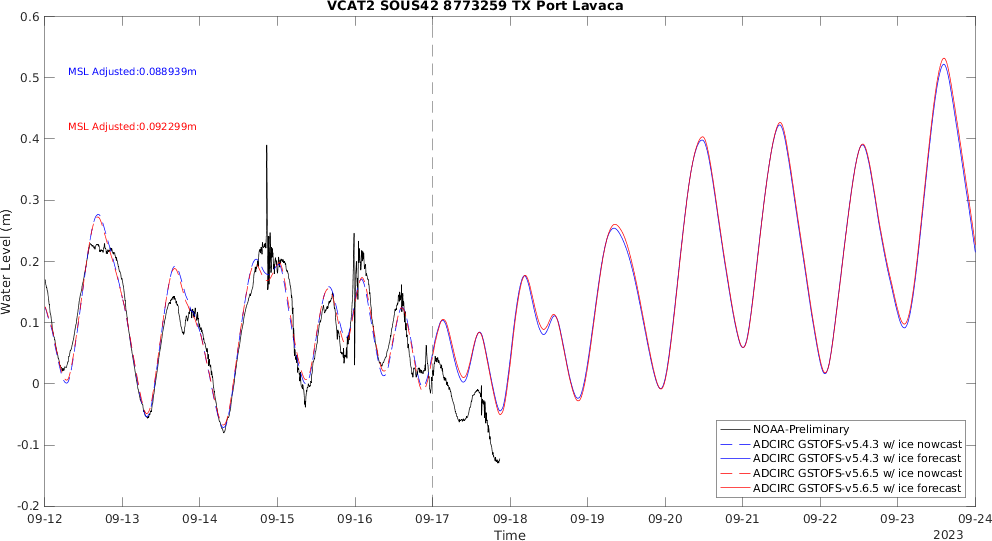 VCAT2 SOUS42 8773259 TX Port Lavaca
0.6
0.5
0.4
0.3
0.2
0.1
0
-0.1
-0.2
Water Level (m)
MSL Adjusted:0.088939m
MSL Adjusted:0.092299m
NOAA-Preliminary
ADCIRC GSTOFS-v5.4.3 w/ ice nowcast
ADCIRC GSTOFS-v5.4.3 w/ ice forecast
ADCIRC GSTOFS-v5.6.5 w/ ice nowcast
ADCIRC GSTOFS-v5.6.5 w/ ice forecast
09-12 09-13 09-14 09-15 09-16 09-17 09-18 09-19 09-20 09-21 09-22 09-23 09-24
Time
2023